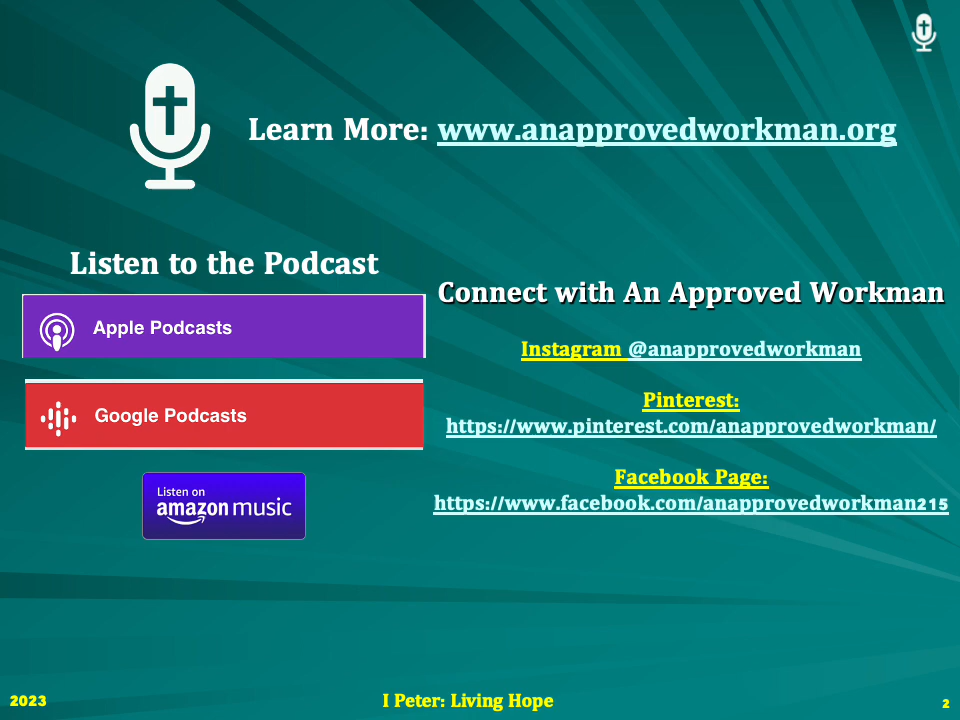 Learn More: www.anapprovedworkman.org
Listen to the Podcast
Apple Podcasts
Google Podcasts
Listen on
amazon music
Connect with An Approved Workman
Instagram @anapprovedworkman
Pinterest:
https://www.pinterest.com/anapprovedworkman/
Facebook Page:
https://www.facebook.com/anapprovedworkman215
2023
I Peter: Living Hope
2